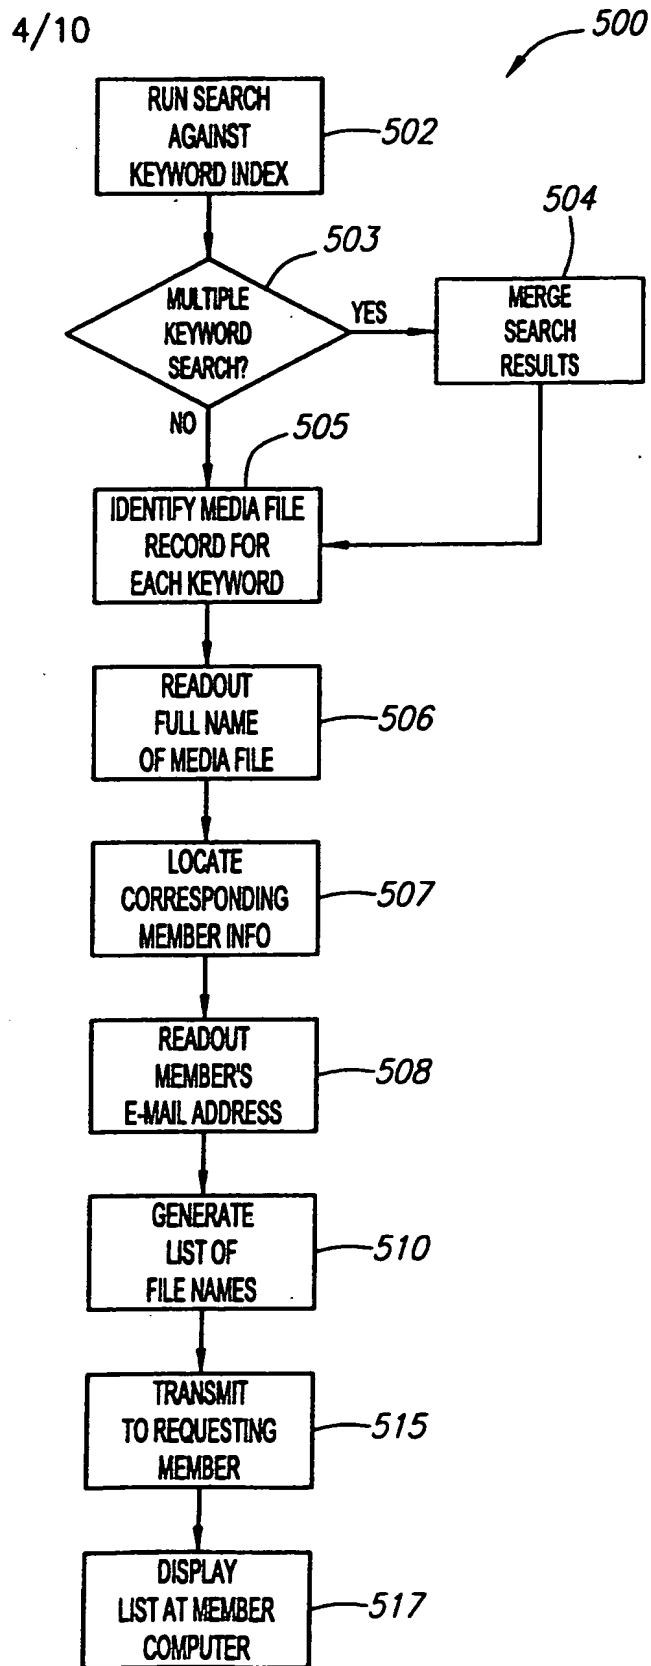 4/10
500
RUN SEARCH
AGAINST
KEYWORD INDEX
502
503
504
MULTIPLE
KEYWORD
SEARCH?
YES
MERGE
SEARCH
RESULTS
NO
505
IDENTIFY MEDIA FILE
RECORD FOR
EACH KEYWORD
READOUT
FULL NAME
OF MEDIA FILE
506
LOCATE
CORRESPONDING
MEMBER INFO
507
READOUT
MEMBER'S
E-MAIL ADDRESS
508
GENERATE
LIST OF
FILE NAMES
510
TRANSMIT
TO REQUESTING
MEMBER
515
DISPLAY
LIST AT MEMBER
COMPUTER
517